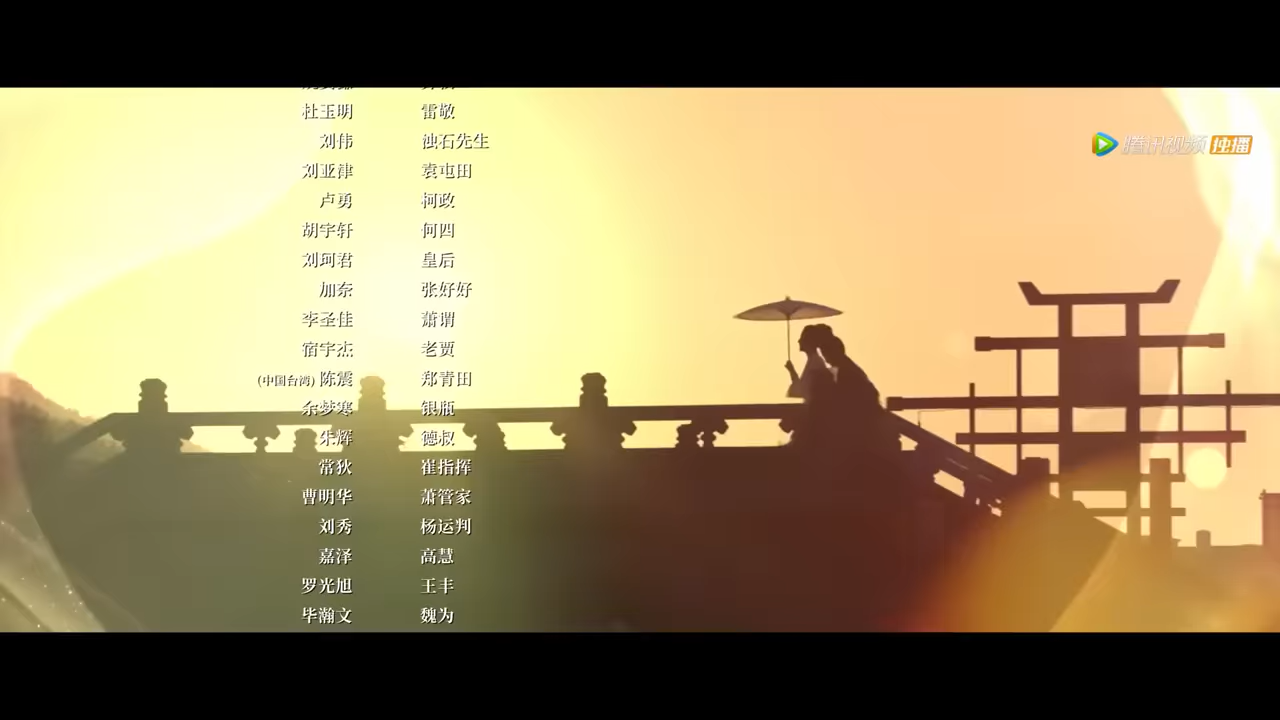 杜玉明 雷敬
刘伟 浊石先生
刘亚津 袁屯田
卢勇 柯政
胡宇轩 何四
刘珂君 皇后
加奈 张好好
李圣佳 萧谓
宿宇杰 老贾
(中国台湾) 陈震 郑青田
余梦寒 银瓶
朱辉 德叔
常狄 崔指挥
曹明华 萧管家
刘秀 杨运判
嘉泽 高慧
罗光旭 王丰
毕瀚文 魏为
腾讯视频 独播